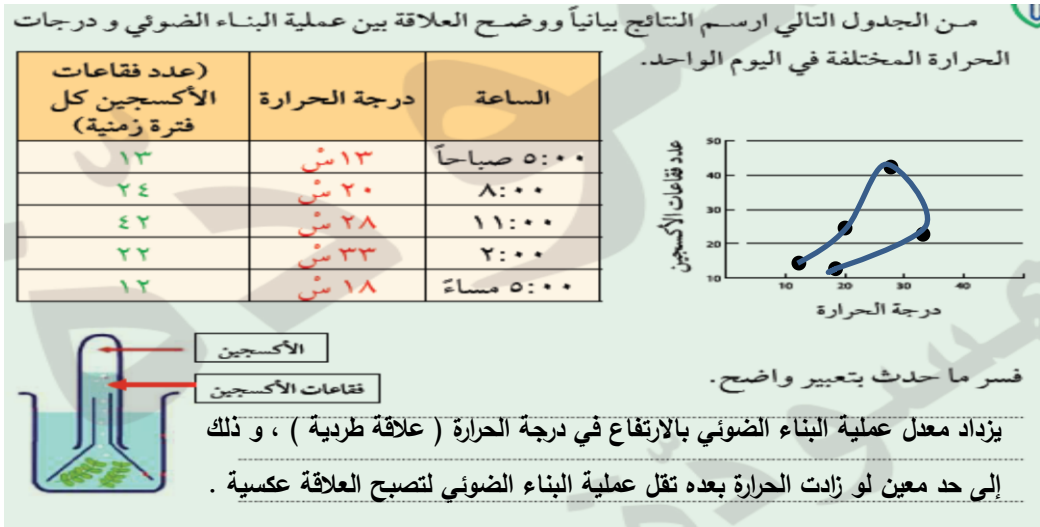 من الجدول التالي ارسم النتائج بيانياً ووضح العلاقة بين عملية البناء الضوئي و درجات
الحرارة المختلفة في اليوم الواحد.
الساعة درجة الحرارة (عدد فقاعات الأكسجين كل فترة زمنية)
٥:٠٠ صباحاً ١٣ سْ ١٣
٨:٠٠ ٢٠ سْ ٢٤
١١:٠٠ ٢٨ سْ ٤٢
٢:٠٠ ٣٣ سْ ٢٢
٥:٠٠ مساءً ١٨ سْ ١٢
عدد فقاعات الأكسجين
50
40
30
20
10
10 20 30 40
درجة الحرارة
الأكسجين
فقاعات الأكسجين
فسر ما حدث بتعبير واضح.
يزداد معدل عملية البناء الضوئي بالارتفاع في درجة الحرارة ( علاقة طردية ) ، و ذلك
إلى حد معين لو زادت الحرارة بعده تقل عملية البناء الضوئي لتصبح العلاقة عكسية .